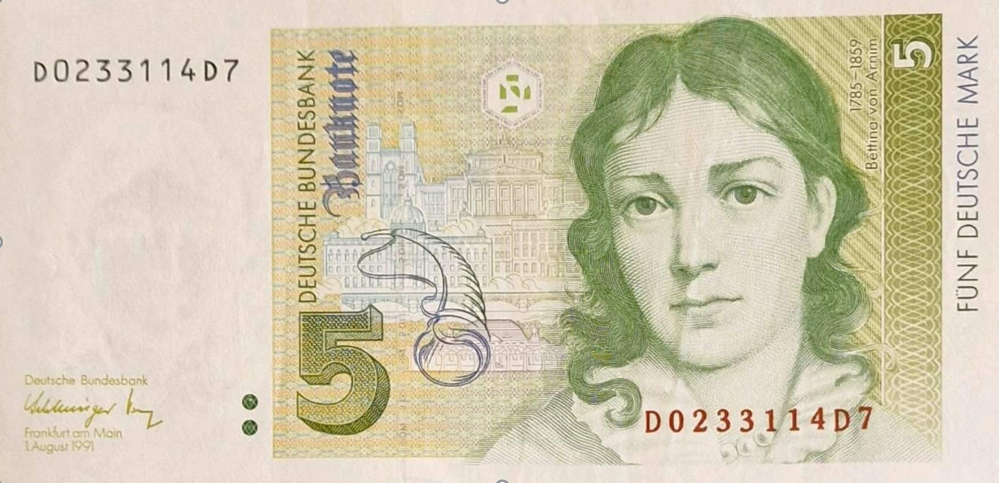 D0233114D7
Deutsche Bundesbank
Frankfurt am Main
1. August 1991
DEUTSCHE BUNDESBANK
Banknote
5
1785–1859
Bettina von Arnim
5
FÜNF DEUTSCHE MARK
D0233114D7